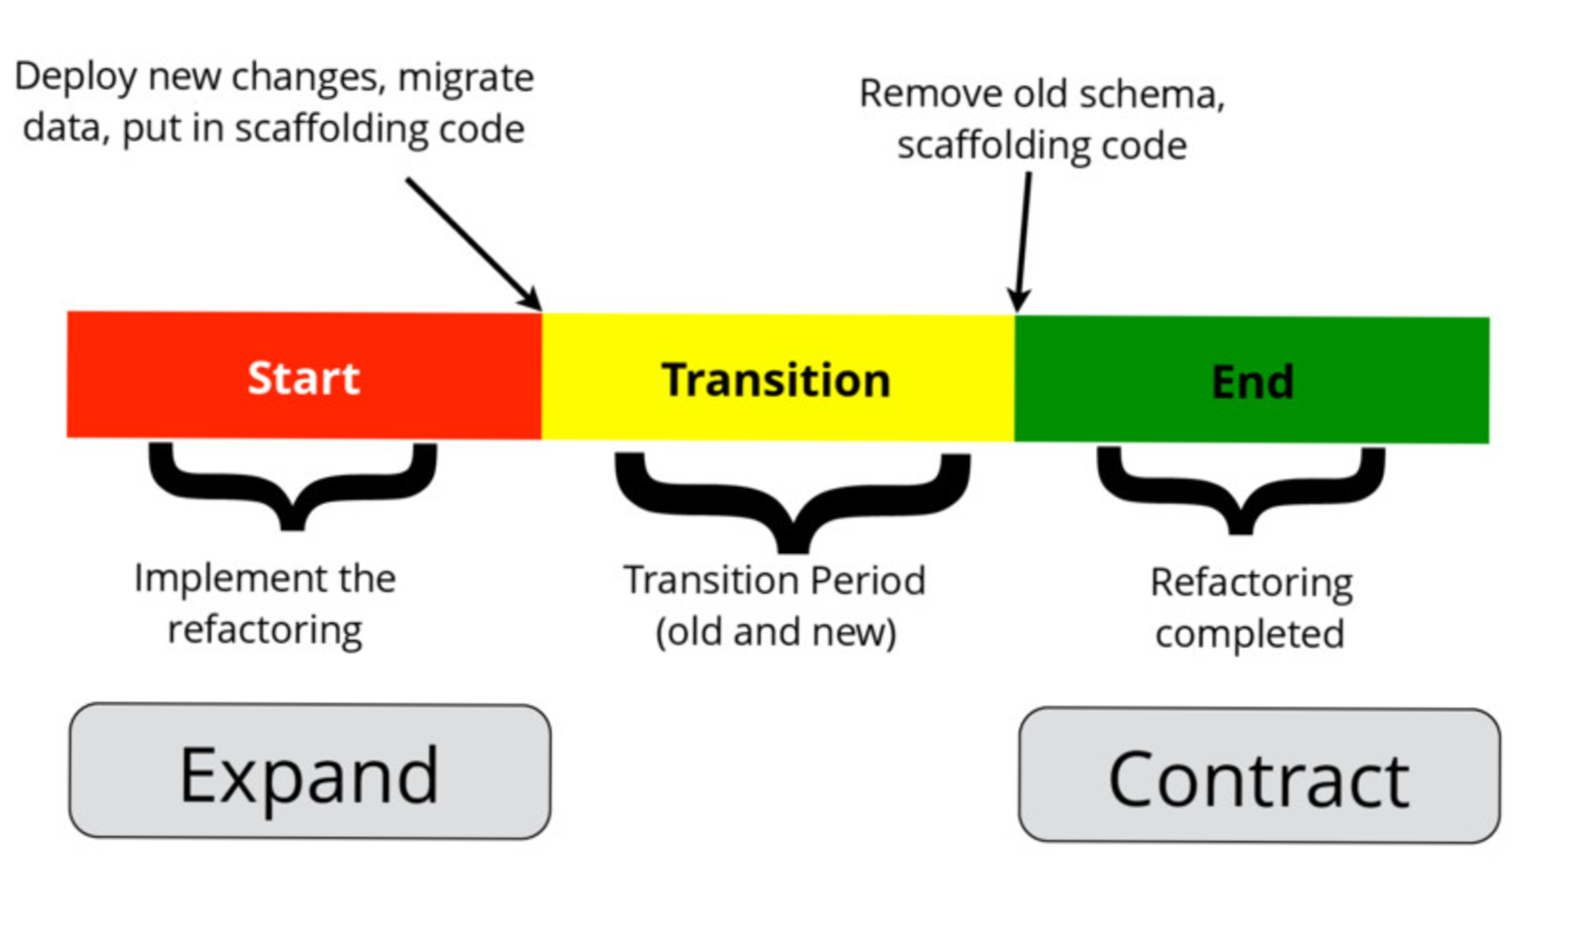 Deploy new changes, migrate
data, put in scaffolding code
Remove old schema,
scaffolding code
Start
Transition
End
Implement the
refactoring
Transition Period
(old and new)
Refactoring
completed
Expand
Contract